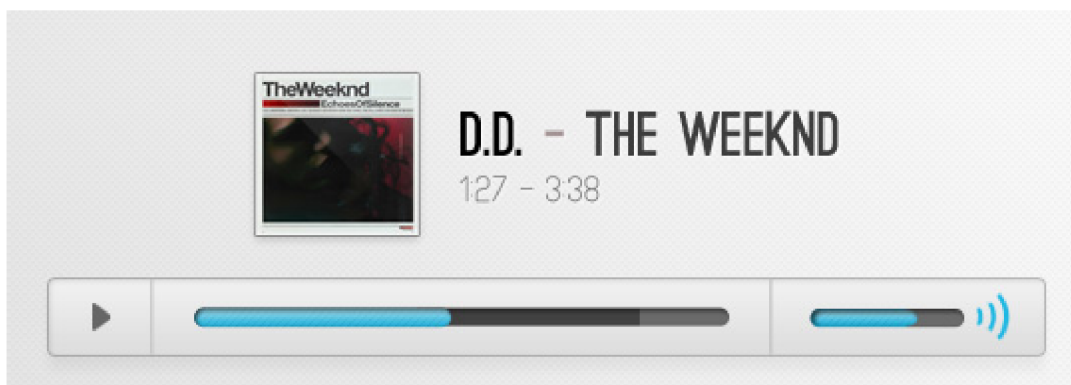 TheWeeknd
EchoesOfSilence
D.D. - THE WEEKND
1:27 - 3:38